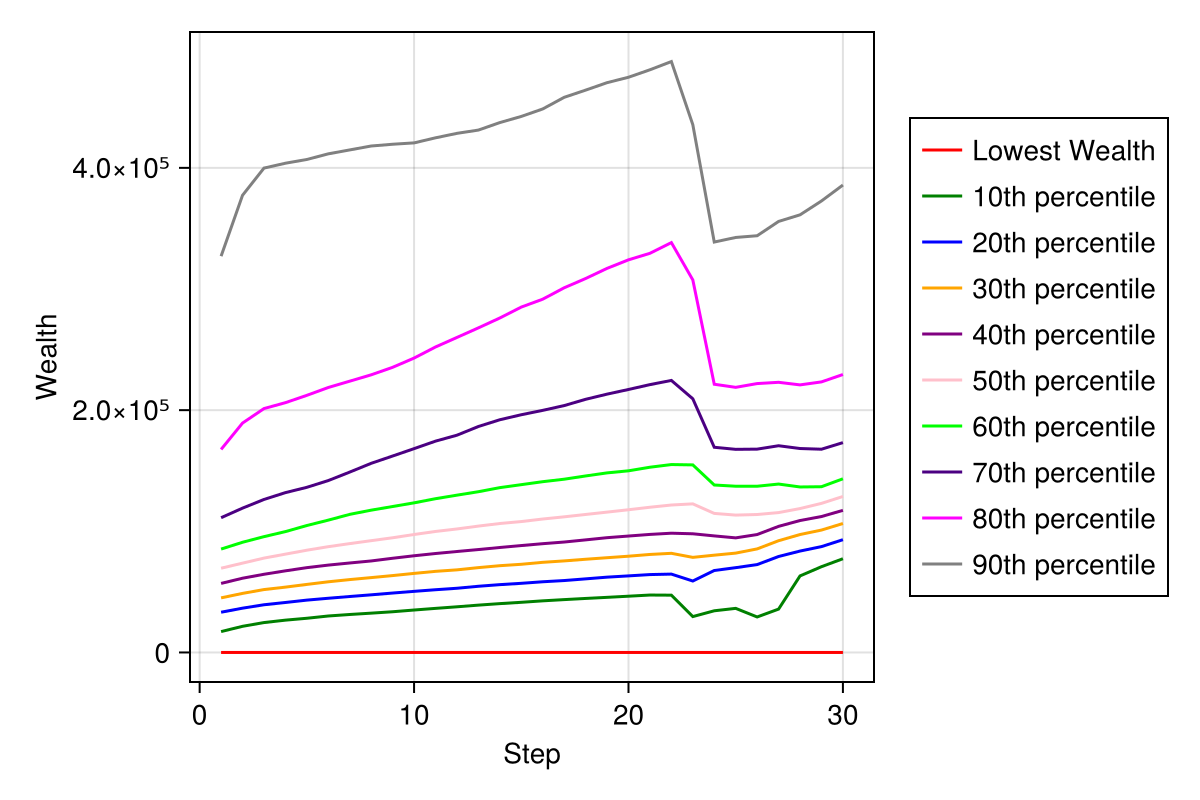 4.0×10⁵
2.0×10⁵
0
Wealth
0 10 20 30
Step
Lowest Wealth
10th percentile
20th percentile
30th percentile
40th percentile
50th percentile
60th percentile
70th percentile
80th percentile
90th percentile